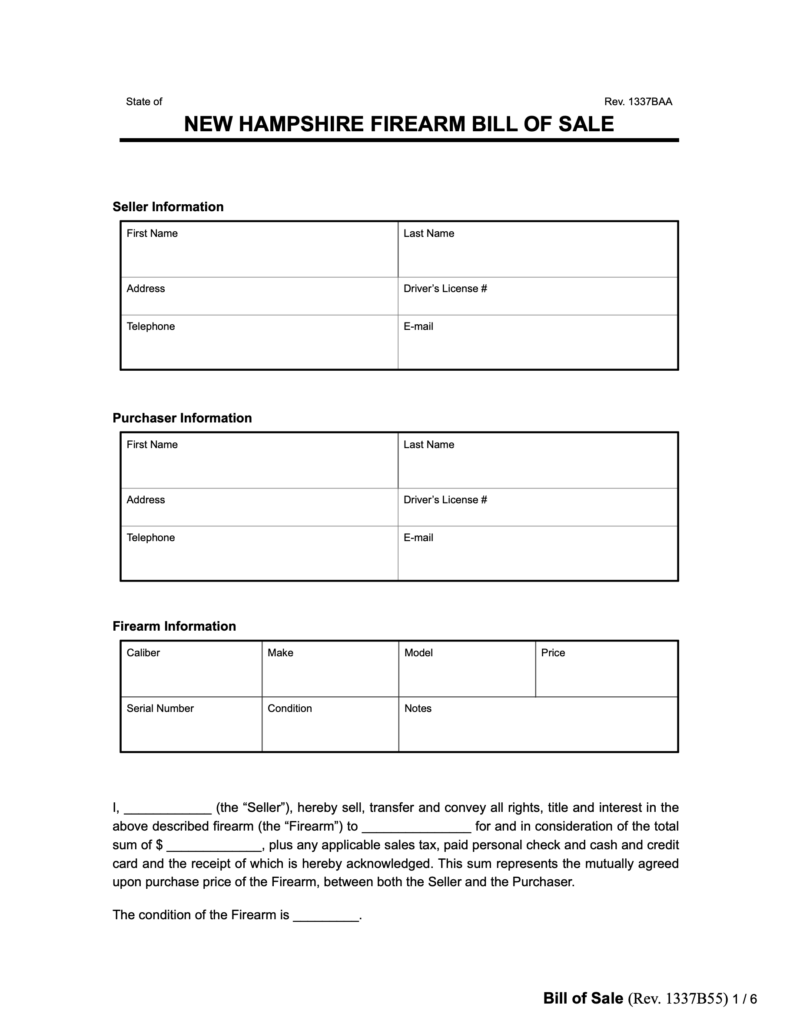 State of Rev. 1337BAA
NEW HAMPSHIRE FIREARM BILL OF SALE
Seller Information
First Name Last Name
Address Driver’s License #
Telephone E-mail
Purchaser Information
First Name Last Name
Address Driver’s License #
Telephone E-mail
Firearm Information
Caliber Make Model Price
Serial Number Condition Notes
I, ____________ (the “Seller”), hereby sell, transfer and convey all rights, title and interest in the
above described firearm (the “Firearm”) to _______________ for and in consideration of the total
sum of $ _____________, plus any applicable sales tax, paid personal check and cash and credit
card and the receipt of which is hereby acknowledged. This sum represents the mutually agreed
upon purchase price of the Firearm, between both the Seller and the Purchaser.
The condition of the Firearm is _________.
Bill of Sale (Rev. 1337B55) 1 / 6